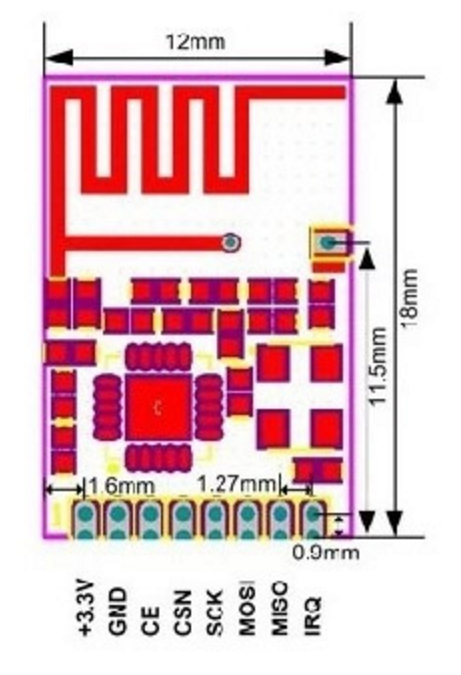 12mm
18mm
11.5mm
1.6mm
1.27mm
0.9mm
+3.3V
GND
CE
CSN
SCK
MOSI
MISO
IRQ